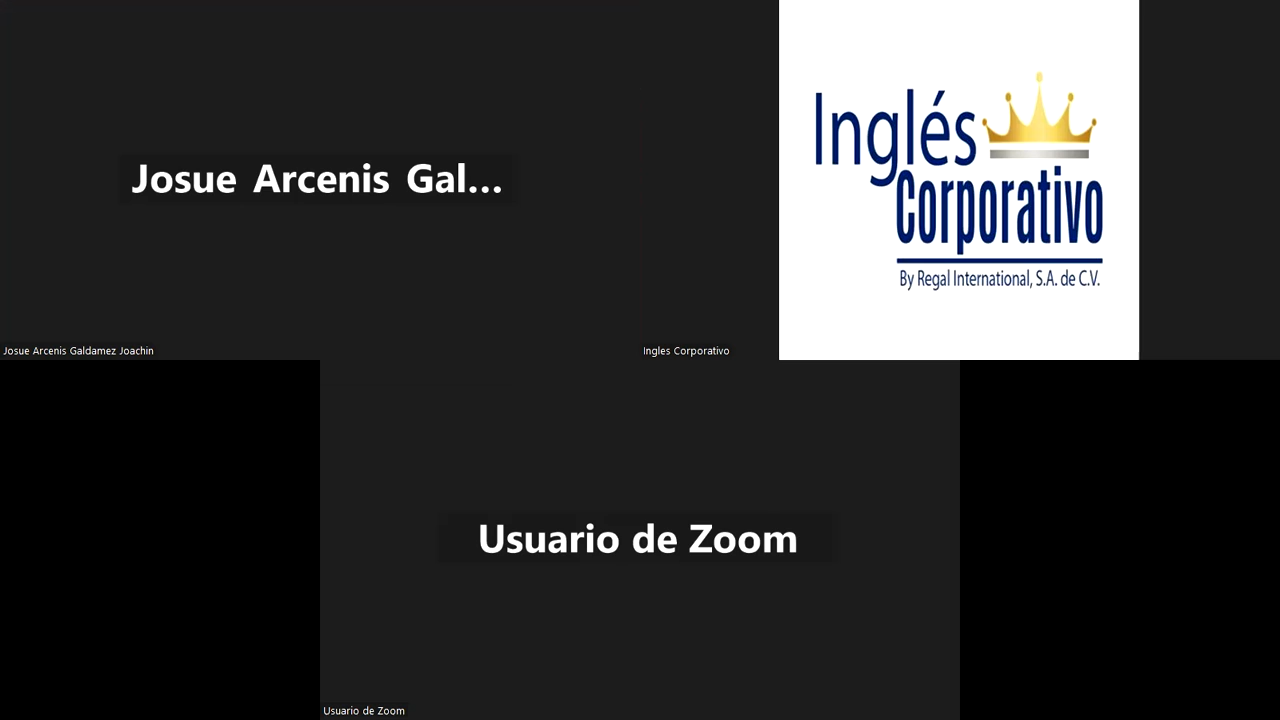 Josue Arcenis Gal...
Josue Arcenis Galdamez Joachin
Inglés
Corporativo
By Regal International, S.A. de C.V.
Ingles Corporativo
Usuario de Zoom
Usuario de Zoom